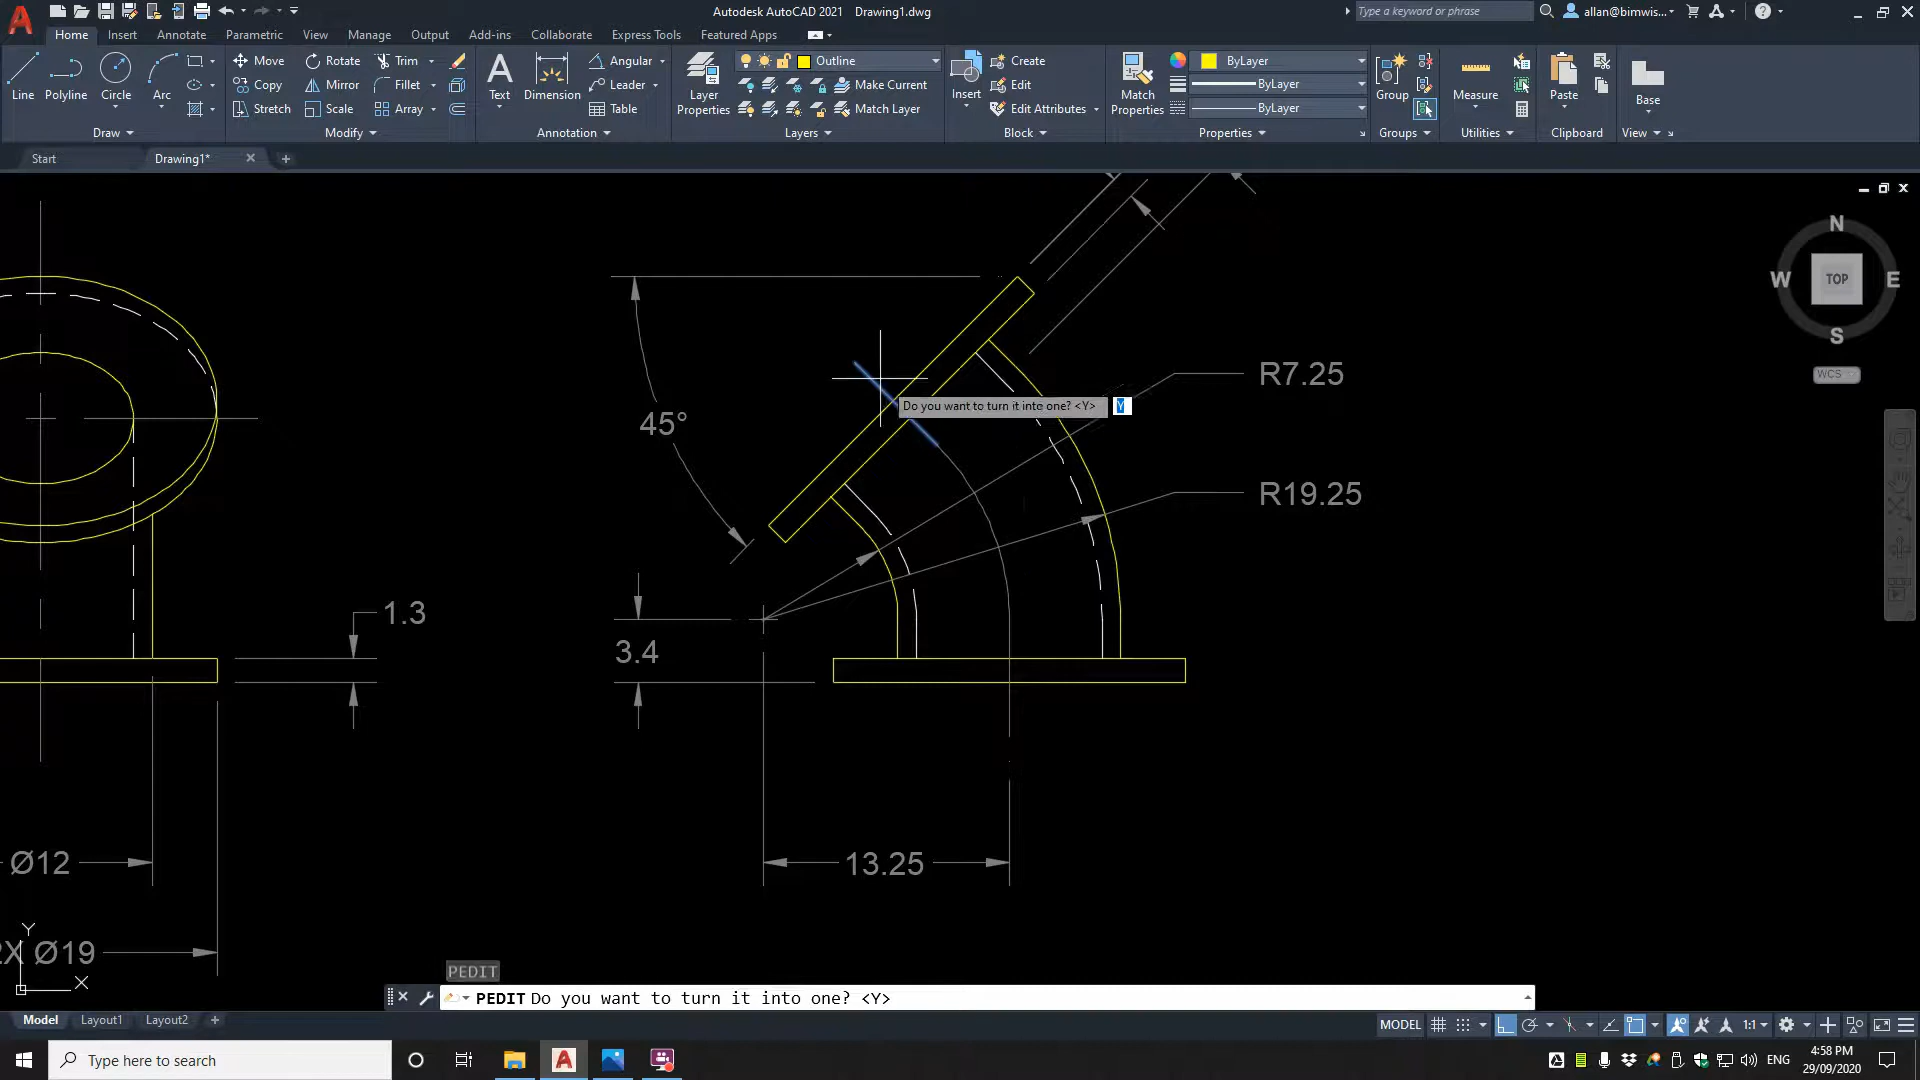 Autodesk AutoCAD 2021 Drawing1.dwg
Type a keyword or phrase
allan@bimwis...
Home Insert Annotate Parametric View Manage Output Add-ins Collaborate Express Tools Featured Apps
Line Polyline Circle Arc
Draw
Move Rotate Trim
Copy Mirror Fillet
Stretch Scale Array
Modify
Text Dimension
Angular
Leader
Table
Annotation
Layer Properties
Outline
Make Current
Match Layer
Layers
Insert
Create
Edit
Edit Attributes
Block
Match Properties
ByLayer
ByLayer
ByLayer
Properties
Group
Groups
Measure
Utilities
Paste
Clipboard
Base
View
Start Drawing1*
N
W TOP E
S
WCS
R7.25
Do you want to turn it into one? <Y> Y
45°
R19.25
1.3
3.4
Ø12
13.25
2X Ø19
Y
X
PEDIT
PEDIT Do you want to turn it into one? <Y>
Model Layout1 Layout2
MODEL 1:1
Type here to search
ENG
4:58 PM
29/09/2020